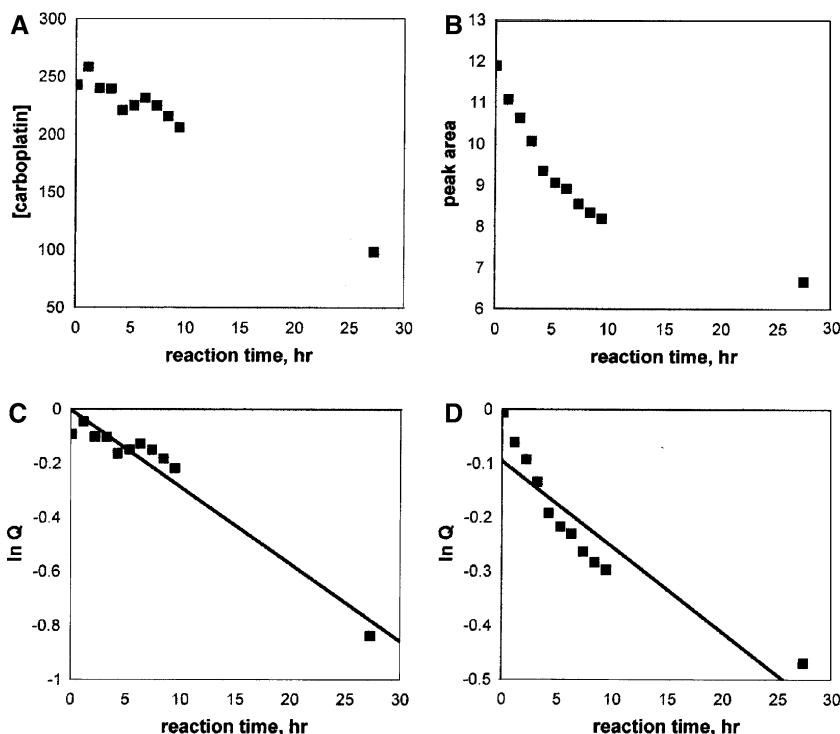 A
300
250
200
150
100
50
[carboplatin]
0 5 10 15 20 25 30
reaction time, hr
B
13
12
11
10
9
8
7
6
peak area
0 5 10 15 20 25 30
reaction time, hr
C
0
-0.2
-0.4
-0.6
-0.8
-1
ln Q
0 5 10 15 20 25 30
reaction time, hr
D
0
-0.1
-0.2
-0.3
-0.4
-0.5
ln Q
0 5 10 15 20 25 30
reaction time, hr